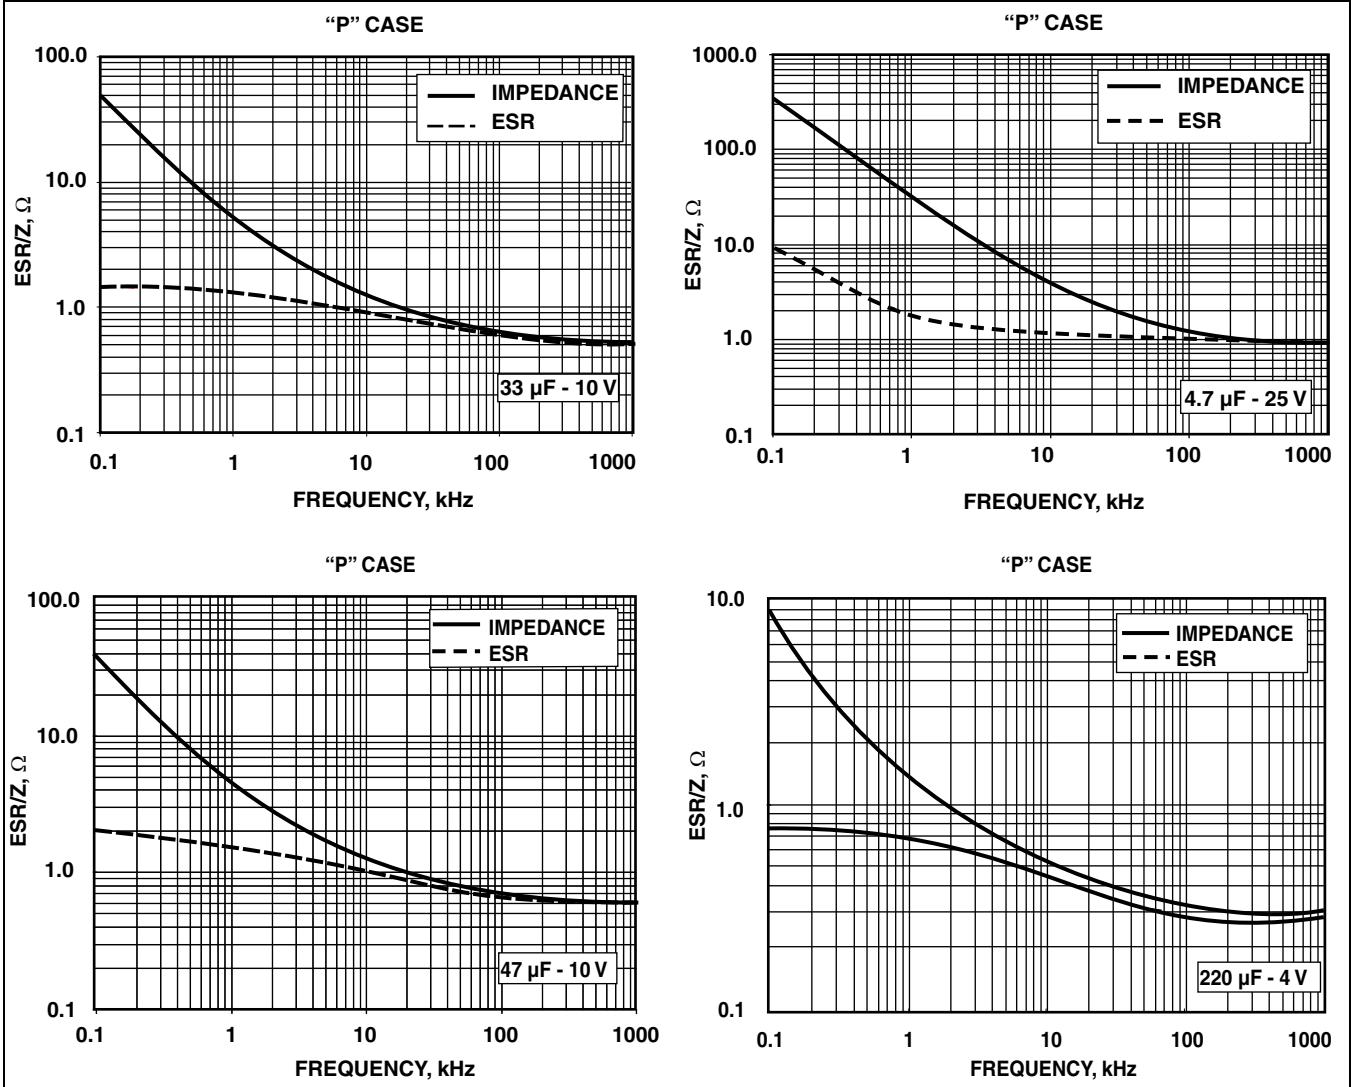 “P” CASE
100.0
10.0
1.0
0.1
ESR/Z, Ω
IMPEDANCE
ESR
33 µF - 10 V
0.1 1 10 100 1000
FREQUENCY, kHz
“P” CASE
1000.0
100.0
10.0
1.0
0.1
ESR/Z, Ω
IMPEDANCE
ESR
4.7 µF - 25 V
0.1 1 10 100 1000
FREQUENCY, kHz
“P” CASE
100.0
10.0
1.0
0.1
ESR/Z, Ω
IMPEDANCE
ESR
47 µF - 10 V
0.1 1 10 100 1000
FREQUENCY, kHz
“P” CASE
10.0
1.0
0.1
ESR/Z, Ω
IMPEDANCE
ESR
220 µF - 4 V
0.1 1 10 100 1000
FREQUENCY, kHz